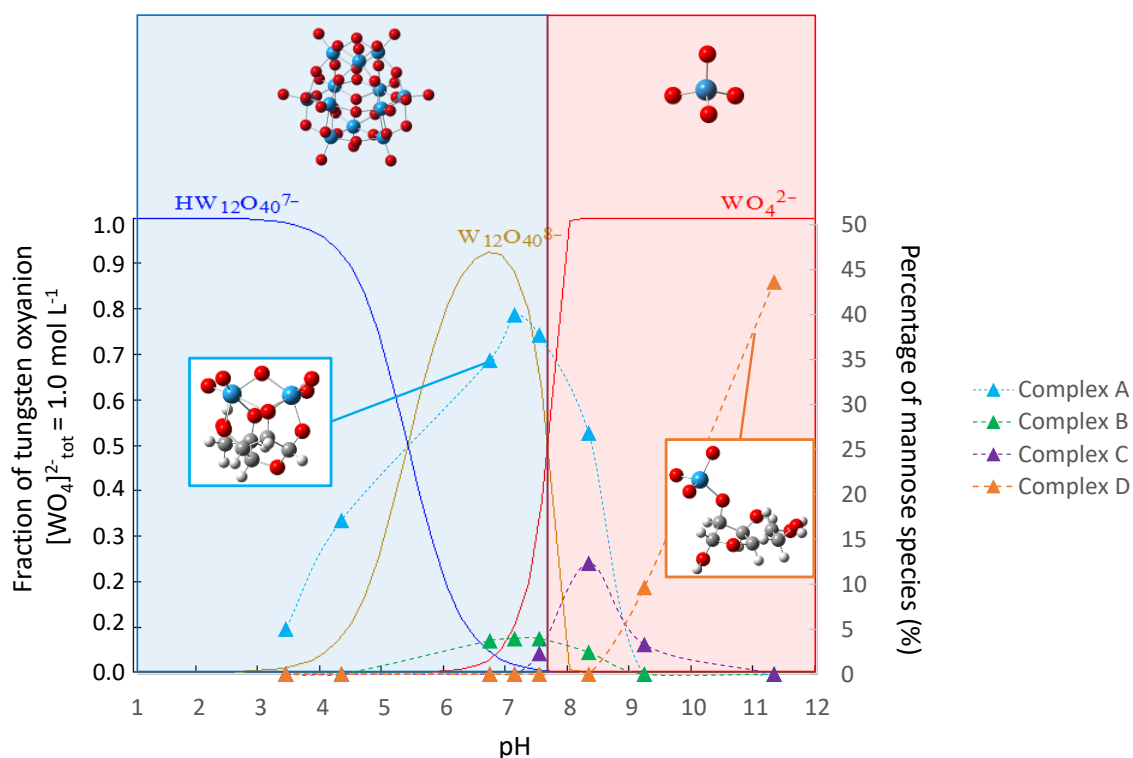 HW₁₂O₄₀⁷⁻
W₁₂O₄₀⁸⁻
WO₄²⁻
Fraction of tungsten oxyanion
[WO₄]²⁻tot = 1.0 mol L⁻¹
1.0
0.9
0.8
0.7
0.6
0.5
0.4
0.3
0.2
0.2
0.0
50
45
40
35
30
25
20
15
10
5
0
Percentage of mannose species (%)
Complex A
Complex B
Complex C
Complex D
1 2 3 4 5 6 7 8 9 10 11 12
pH